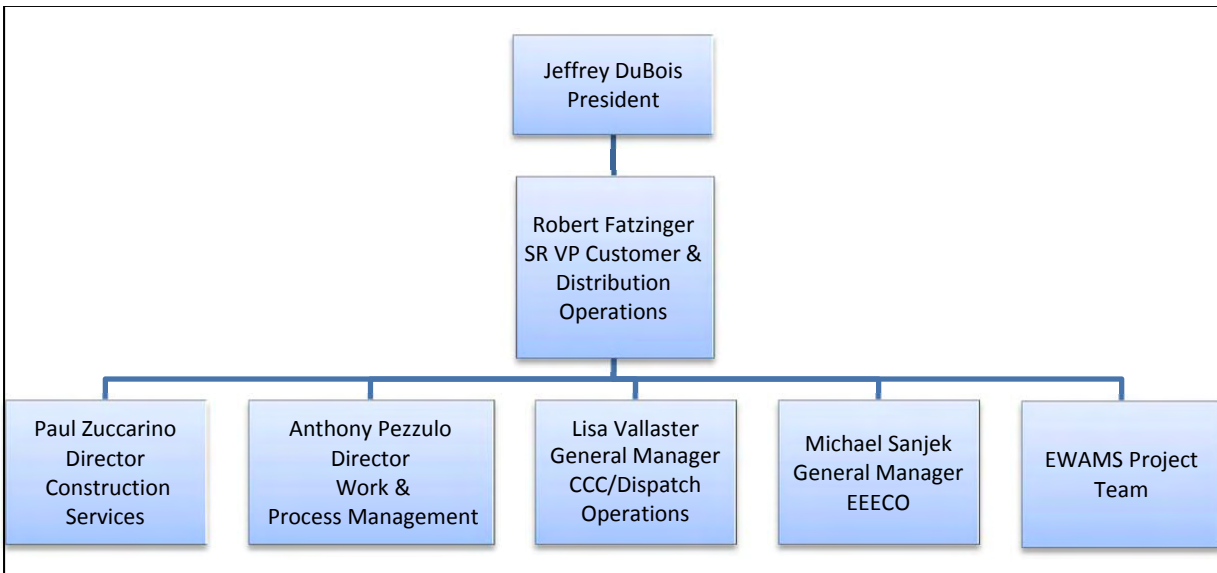 Jeffrey DuBois
President
Robert Fatzinger
SR VP Customer &
Distribution
Operations
Paul Zuccarino
Director
Construction
Services
Anthony Pezzulo
Director
Work &
Process Management
Lisa Vallaster
General Manager
CCC/Dispatch
Operations
Michael Sanjek
General Manager
EEECO
EWAMS Project
Team